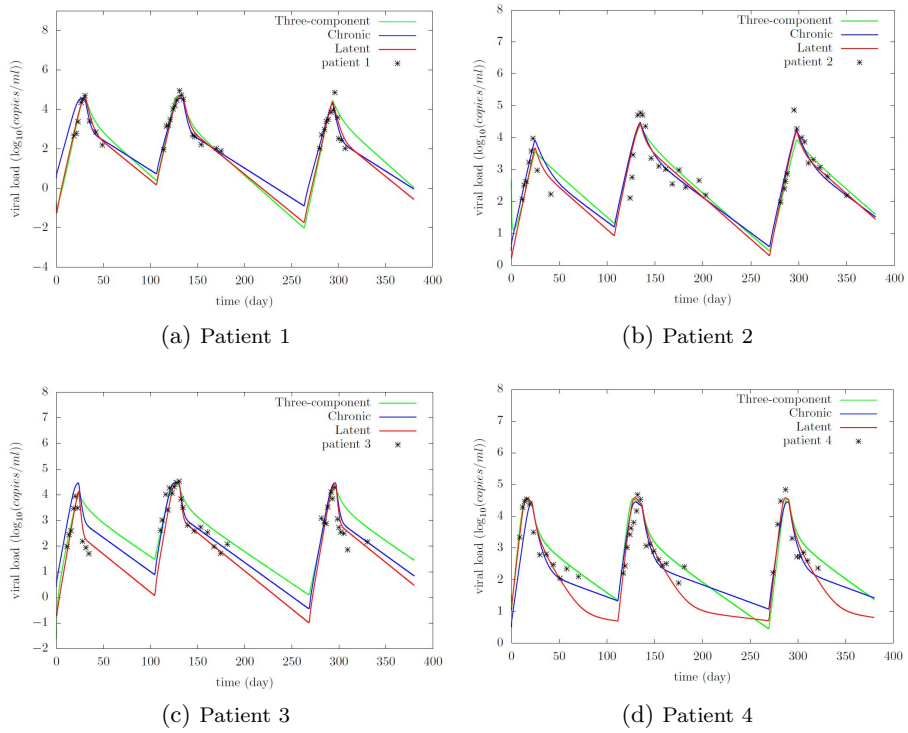 8
6
4
2
0
−2
−4
0
50
100
150
200
250
300
350
400
viral load (log10(copies/ml))
time (day)
Three-component
Chronic
Latent
patient 1
(a) Patient 1
8
7
6
5
4
3
2
1
0
0
50
100
150
200
250
300
350
400
viral load (log10(copies/ml))
time (day)
Three-component
Chronic
Latent
patient 2
(b) Patient 2
8
7
6
5
4
3
2
1
0
−1
−2
0
50
100
150
200
250
300
350
400
viral load (log10(copies/ml))
time (day)
Three-component
Chronic
Latent
patient 3
(c) Patient 3
8
7
6
5
4
3
2
1
0
0
50
100
150
200
250
300
350
400
viral load (log10(copies/ml))
time (day)
Three-component
Chronic
Latent
patient 4
(d) Patient 4